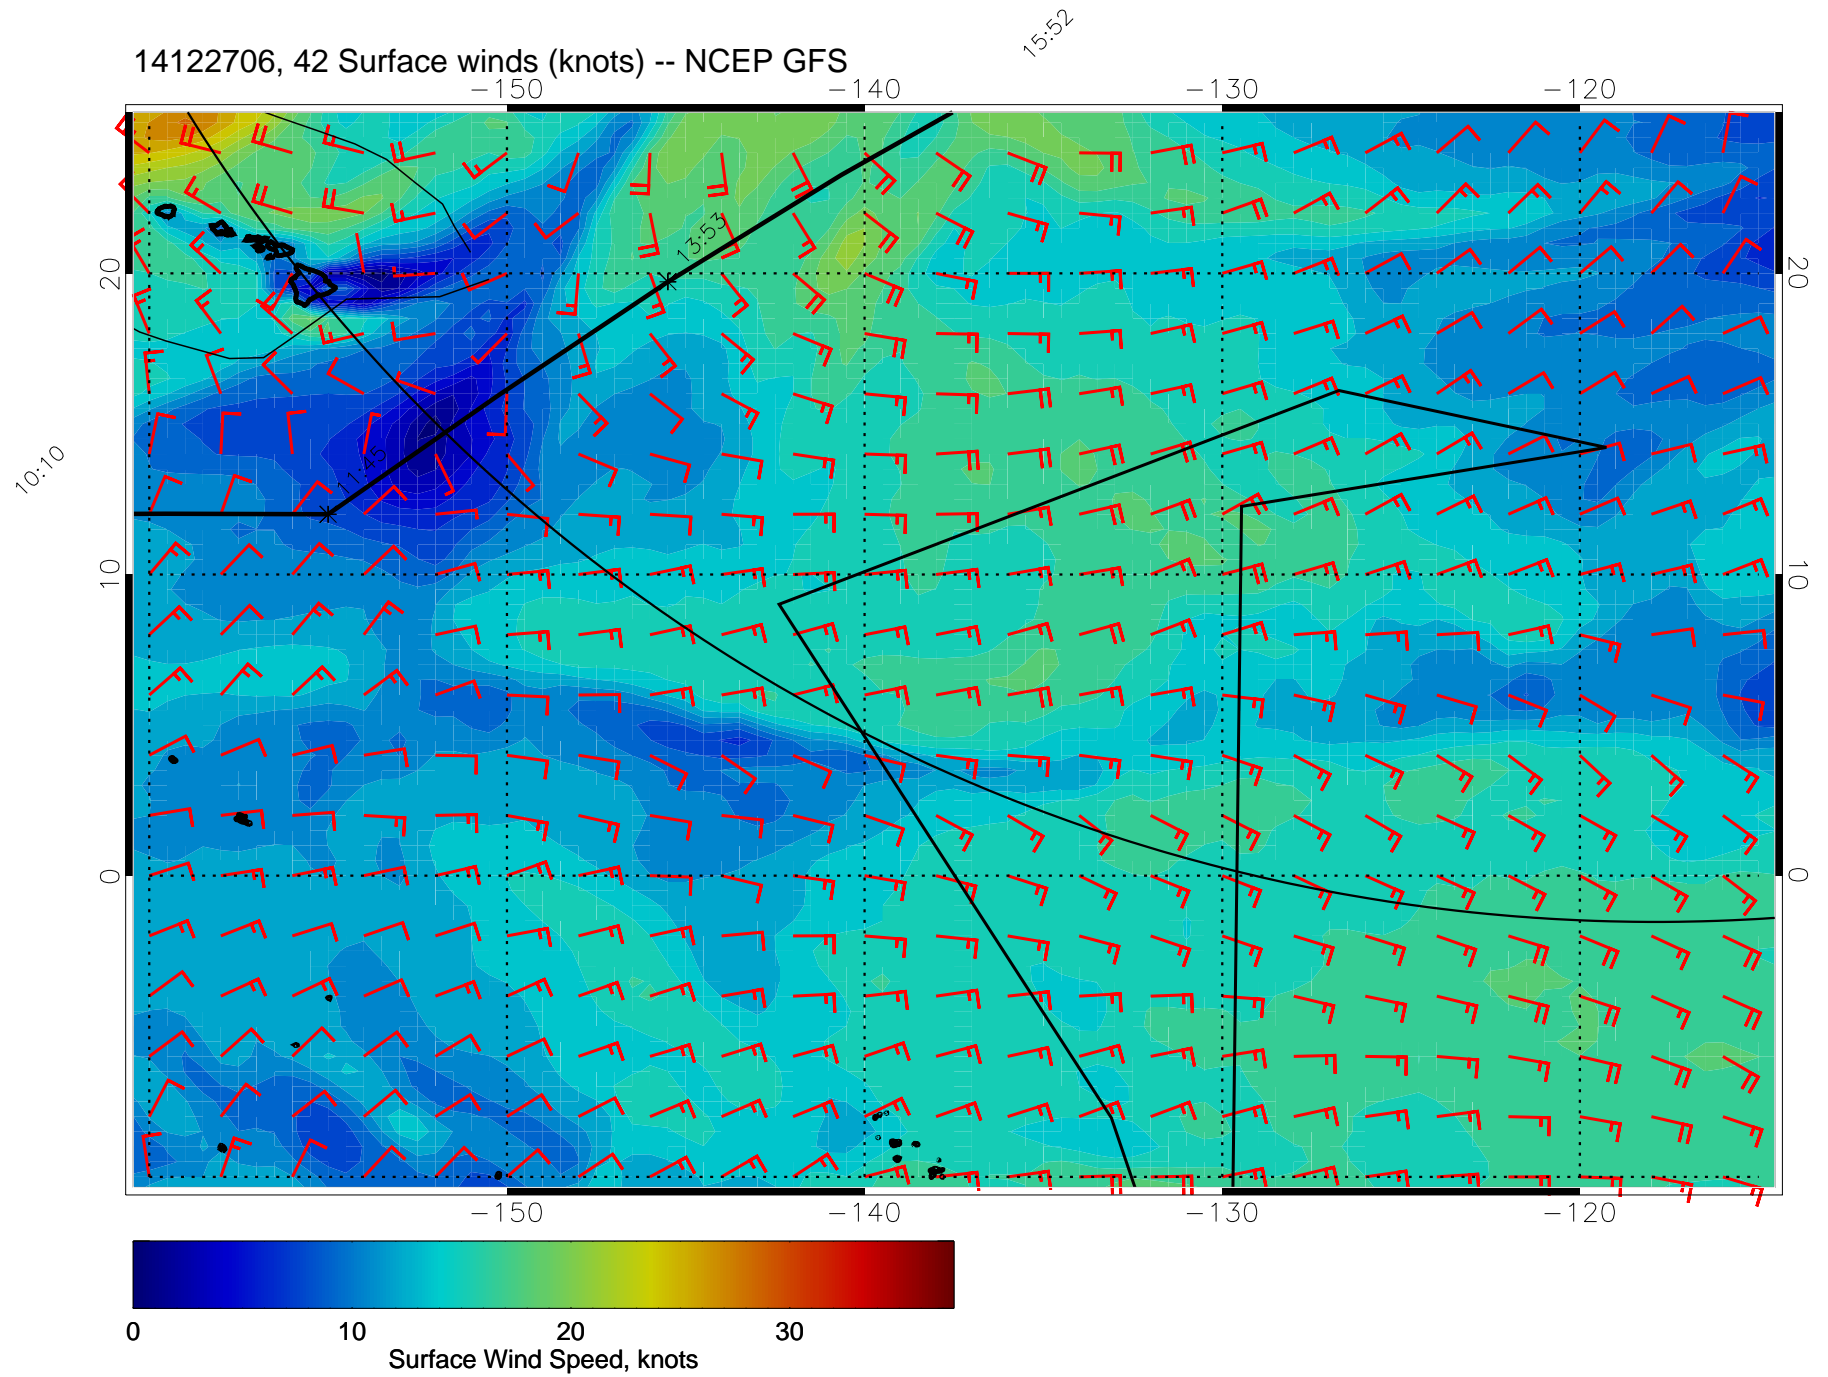 15:52
14122706, 42 Surface winds (knots) -- NCEP GFS
-150 -140 -130 -120
13:53
20 20
11:45
10:10
10 10
0 0
-150 -140 -130 -120
0 10 20 30
Surface Wind Speed, knots